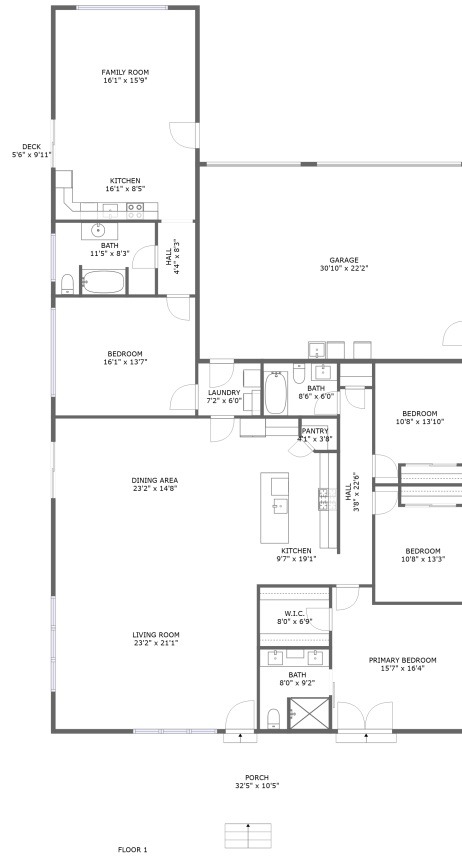 FAMILY ROOM
16'1" x 15'9"
DECK
5'6" x 9'11"
KITCHEN
16'1" x 8'5"
BATH
11'5" x 8'3"
HALL
4'4" x 8'3"
GARAGE
30'10" x 22'2"
BEDROOM
16'1" x 13'7"
LAUNDRY
7'2" x 6'0"
BATH
8'6" x 6'0"
BEDROOM
10'8" x 13'10"
PANTRY
4'1" x 3'8"
DINING AREA
23'2" x 14'8"
HALL
3'8" x 22'6"
KITCHEN
9'7" x 19'1"
BEDROOM
10'8" x 13'3"
W.I.C.
8'0" x 6'9"
LIVING ROOM
23'2" x 21'1"
PRIMARY BEDROOM
15'7" x 16'4"
BATH
8'0" x 9'2"
PORCH
32'5" x 10'5"
FLOOR 1